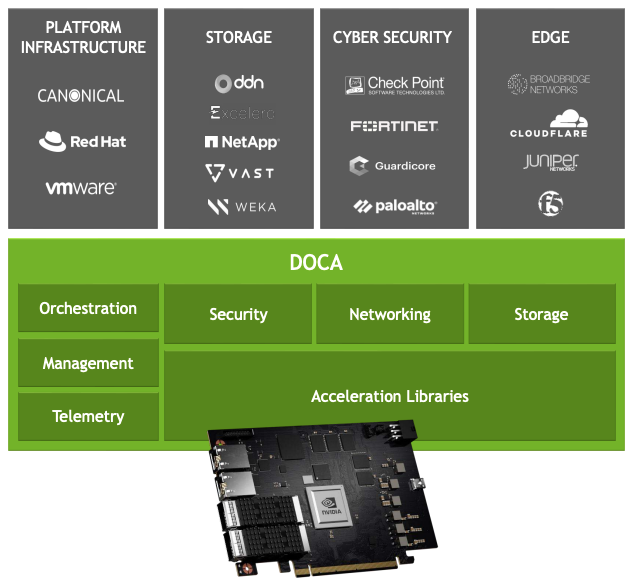 PLATFORM
INFRASTRUCTURE
CANONICAL
Red Hat
vmware®
STORAGE
ddn
Excelero
NetApp®
VAST
WEKA
CYBER SECURITY
Check Point®
SOFTWARE TECHNOLOGIES LTD.
FORTINET®
Guardicore
paloalto®
NETWORKS
EDGE
BROADBRIDGE
NETWORKS
CLOUDFLARE
JUNIPER
NETWORKS
f5
DOCA
Orchestration
Management
Telemetry
Security
Networking
Storage
Acceleration Libraries
NVIDIA